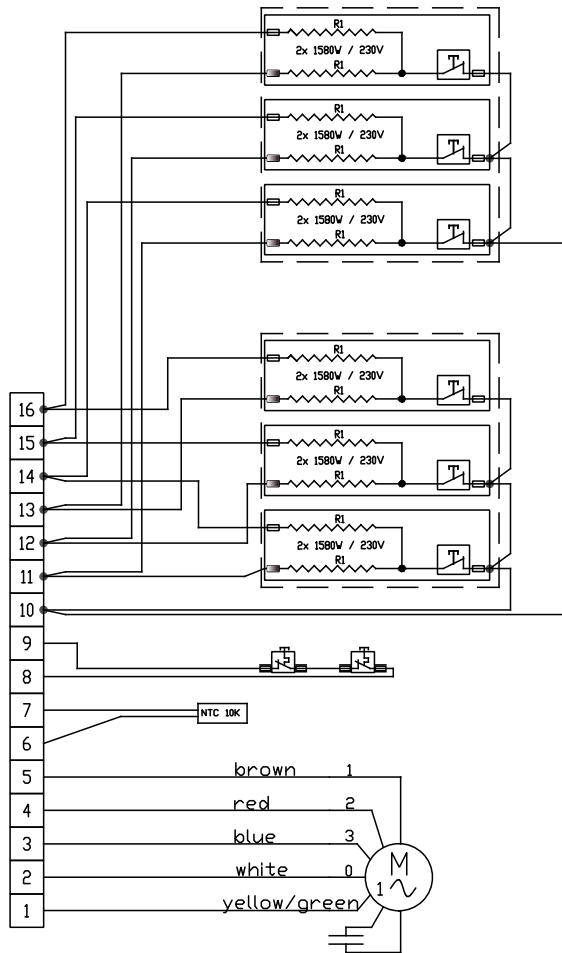 R1
2x 1580W / 230V
R1
R1
2x 1580W / 230V
R1
R1
2x 1580W / 230V
R1
R1
2x 1580W / 230V
R1
R1
2x 1580W / 230V
R1
R1
2x 1580W / 230V
R1
16
15
14
13
12
11
10
9
8
7
NTC 10K
6
5 brown 1
4 red 2
3 blue 3
2 white 0
1 yellow/green
M
1